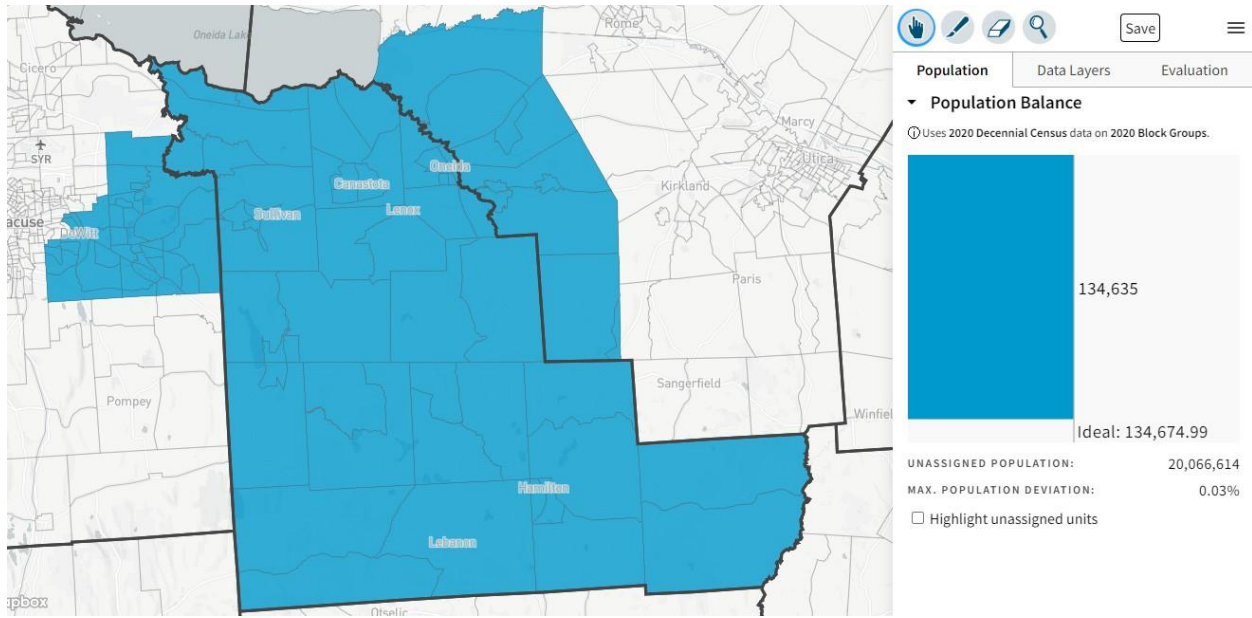 Oneida Lake
Rome
Cicero
Marcy
SYR
Utica
Canastota
Oneida
Kirkland
Sullivan
Lenox
acuse
DeWitt
Paris
Pompey
Sangerfield
Winfiel
Hamilton
Lebanon
Otselic
apbox
Save
Population
Data Layers
Evaluation
Population Balance
Uses 2020 Decennial Census data on 2020 Block Groups.
134,635
Ideal: 134,674.99
UNASSIGNED POPULATION: 20,066,614
MAX. POPULATION DEVIATION: 0.03%
Highlight unassigned units